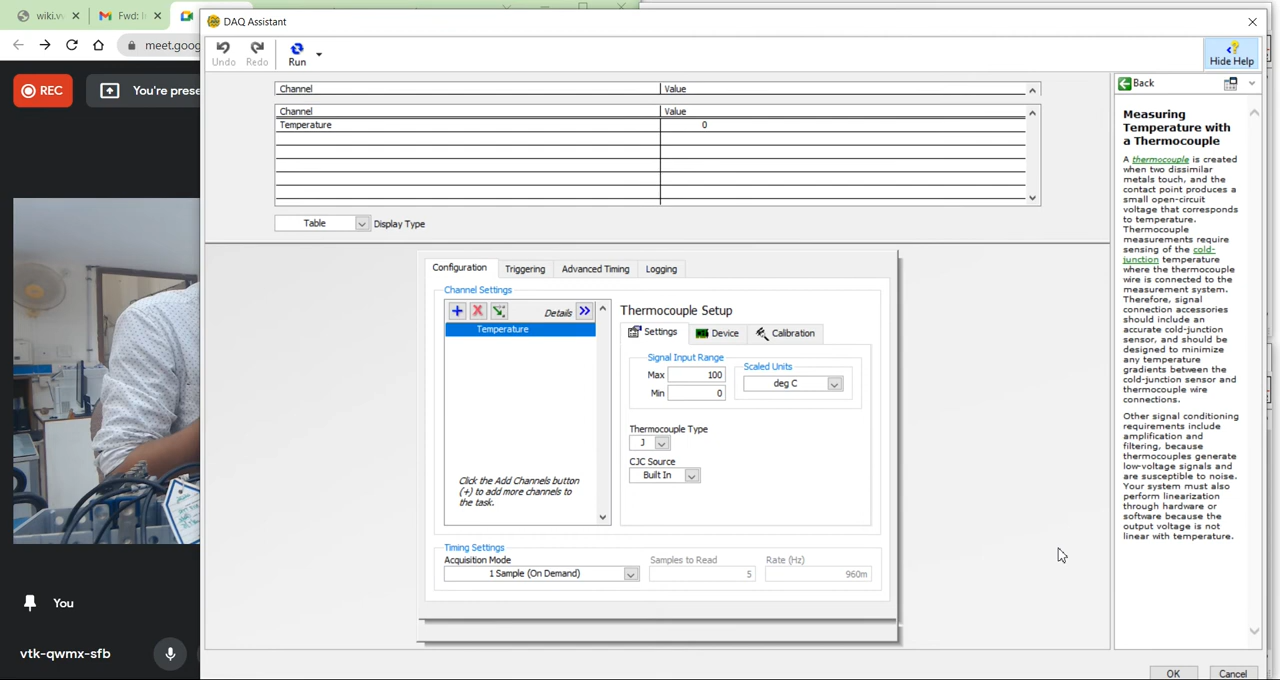 wiki.v
Fwd: I
DAQ Assistant
meet.goog
Undo
Redo
Run
Hide Help
REC
You're prese
Back
Channel Value
Channel Value
Temperature 0
Table Display Type
Measuring
Temperature with
a Thermocouple
A thermocouple is created
when two dissimilar
metals touch, and the
contact point produces a
small open-circuit
voltage that corresponds
to temperature.
Thermocouple
measurements require
sensing of the cold-
junction temperature
where the thermocouple
wire is connected to the
measurement system.
Therefore, signal
connection accessories
should include an
accurate cold-junction
sensor, and should be
designed to minimize
any temperature
gradients between the
cold-junction sensor and
thermocouple wire
connections.
Other signal conditioning
requirements include
amplification and
filtering, because
thermocouples generate
low-voltage signals and
are susceptible to noise.
Your system must also
perform linearization
through hardware or
software because the
output voltage is not
linear with temperature.
Configuration Triggering Advanced Timing Logging
Channel Settings
Details
Temperature
Click the Add Channels button
(+) to add more channels to
the task.
Thermocouple Setup
Settings Device Calibration
Signal Input Range
Max 100
Min 0
Scaled Units
deg C
Thermocouple Type
J
CJC Source
Built In
Timing Settings
Acquisition Mode Samples to Read Rate (Hz)
1 Sample (On Demand) 5 960m
You
vtk-qwmx-sfb
OK Cancel